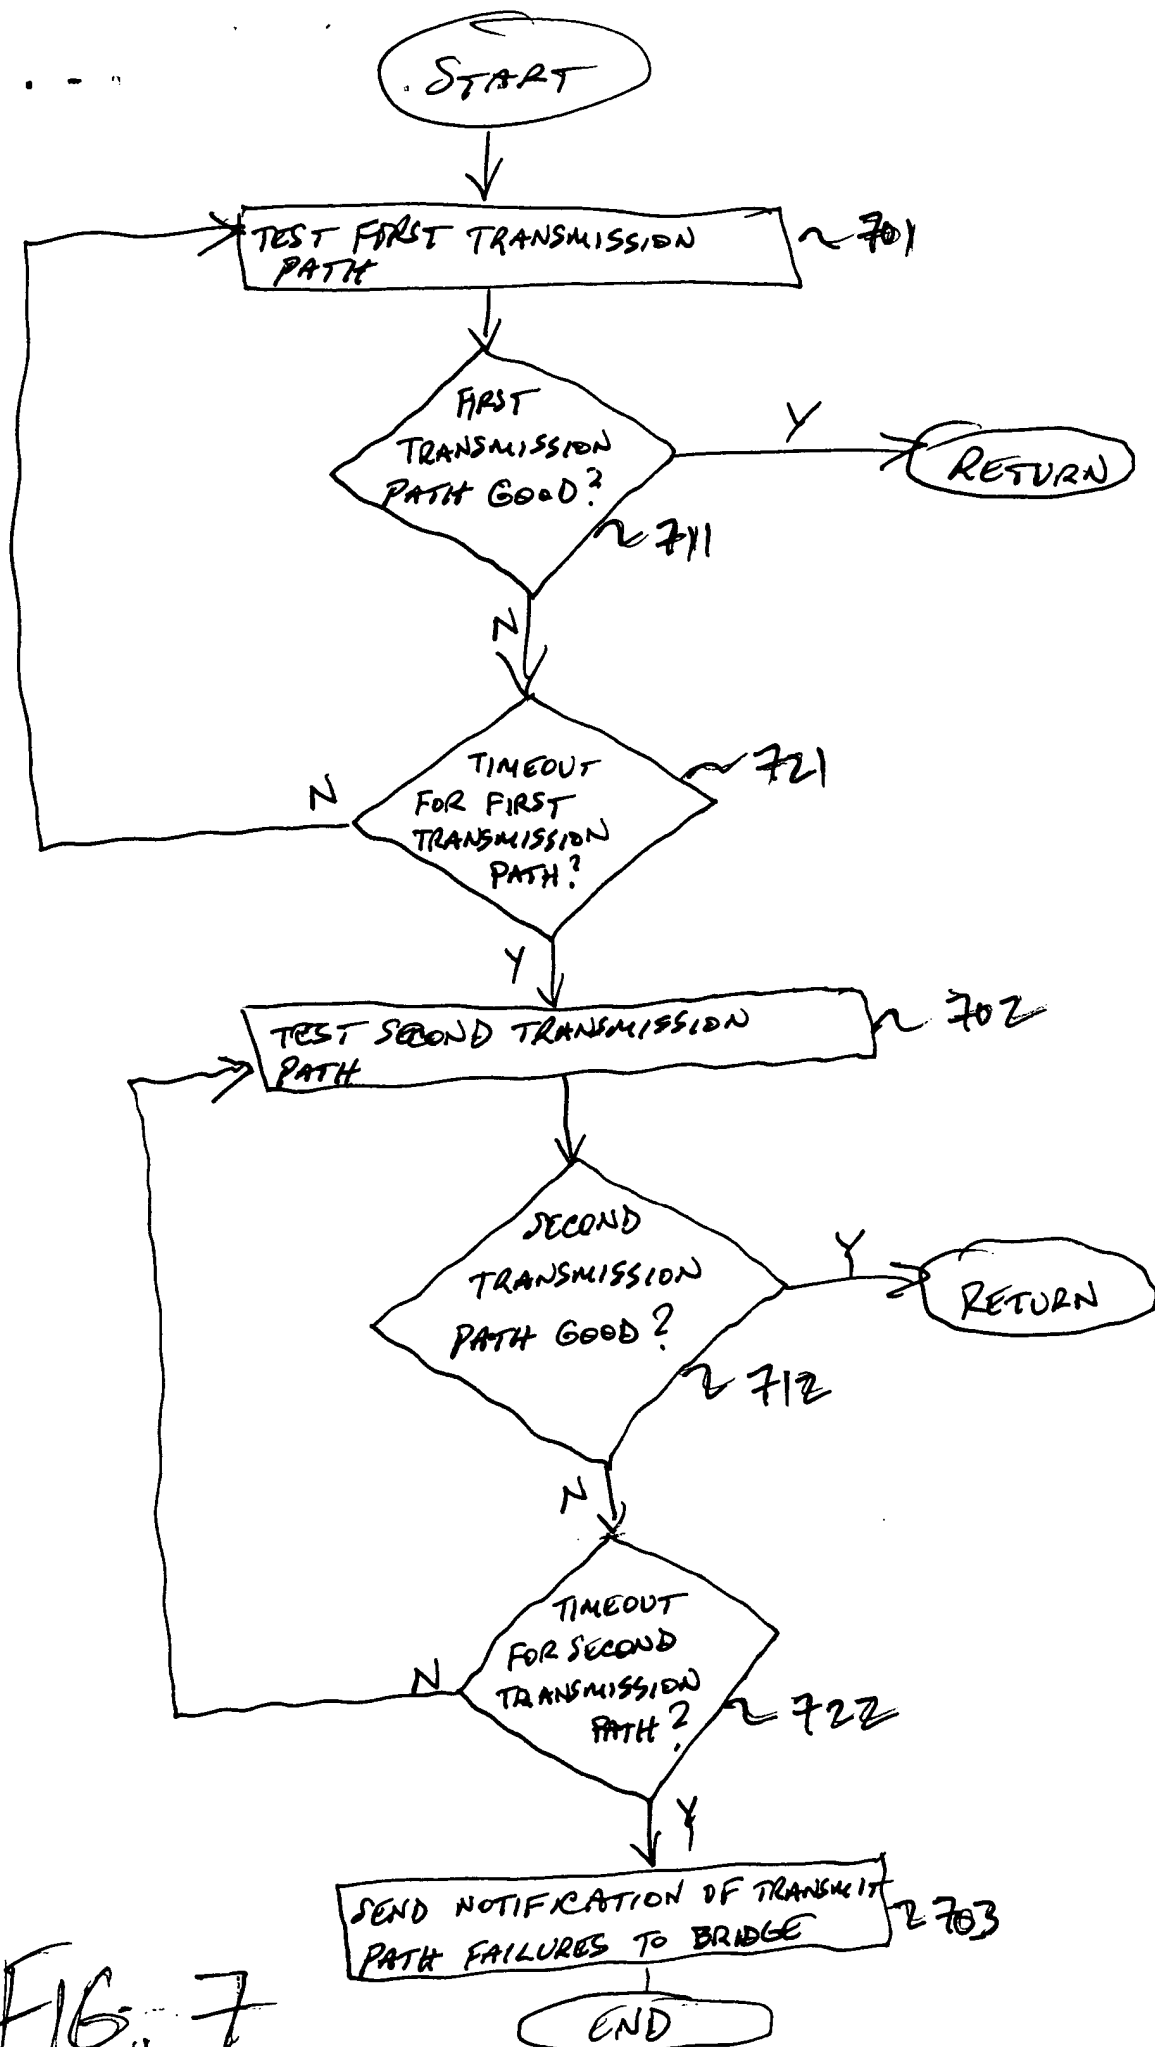 START
TEST FIRST TRANSMISSION
PATH
~ 701
FIRST
TRANSMISSION
PATH GOOD?
~ 711
Y
RETURN
N
TIMEOUT
FOR FIRST
TRANSMISSION
PATH?
~ 721
N
Y
TEST SECOND TRANSMISSION
PATH
~ 702
SECOND
TRANSMISSION
PATH GOOD?
~ 712
Y
RETURN
N
TIMEOUT
FOR SECOND
TRANSMISSION
PATH?
~ 722
N
Y
SEND NOTIFICATION OF TRANSMIT
PATH FAILURES TO BRIDGE
~ 703
END
FIG. 7